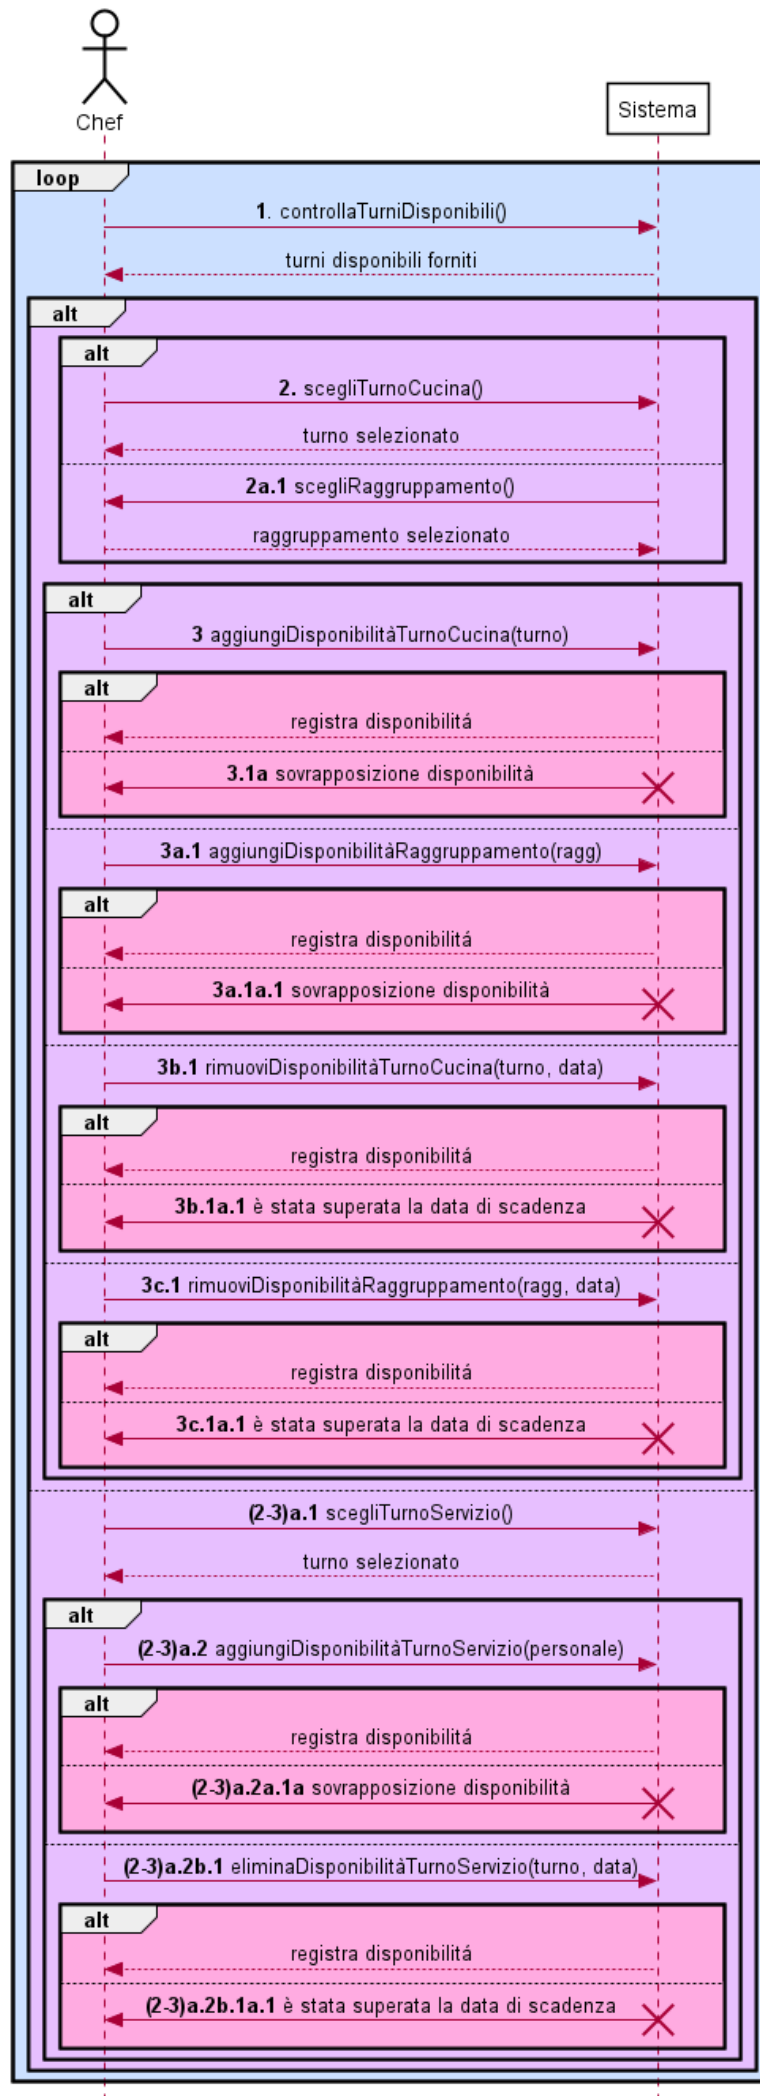 Chef
Sistema
loop
1. controllaTurniDisponibili()
turni disponibili forniti
alt
alt
2. scegliTurnoCucina()
turno selezionato
2a.1 scegliRaggruppamento()
raggruppamento selezionato
alt
3 aggiungiDisponibilitàTurnoCucina(turno)
alt
registra disponibilitá
3.1a sovrapposizione disponibilità
3a.1 aggiungiDisponibilitàRaggruppamento(ragg)
alt
registra disponibilitá
3a.1a.1 sovrapposizione disponibilità
3b.1 rimuoviDisponibilitàTurnoCucina(turno, data)
alt
registra disponibilitá
3b.1a.1 è stata superata la data di scadenza
3c.1 rimuoviDisponibilitàRaggruppamento(ragg, data)
alt
registra disponibilitá
3c.1a.1 è stata superata la data di scadenza
(2-3)a.1 scegliTurnoServizio()
turno selezionato
alt
(2-3)a.2 aggiungiDisponibilitàTurnoServizio(personale)
alt
registra disponibilitá
(2-3)a.2a.1a sovrapposizione disponibilità
(2-3)a.2b.1 eliminaDisponibilitàTurnoServizio(turno, data)
alt
registra disponibilitá
(2-3)a.2b.1a.1 è stata superata la data di scadenza